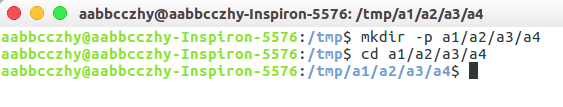 aabbcczhy@aabbcczhy-Inspiron-5576: /tmp/a1/a2/a3/a4
aabbcczhy@aabbcczhy-Inspiron-5576:/tmp$ mkdir -p a1/a2/a3/a4
aabbcczhy@aabbcczhy-Inspiron-5576:/tmp$ cd a1/a2/a3/a4
aabbcczhy@aabbcczhy-Inspiron-5576:/tmp/a1/a2/a3/a4$